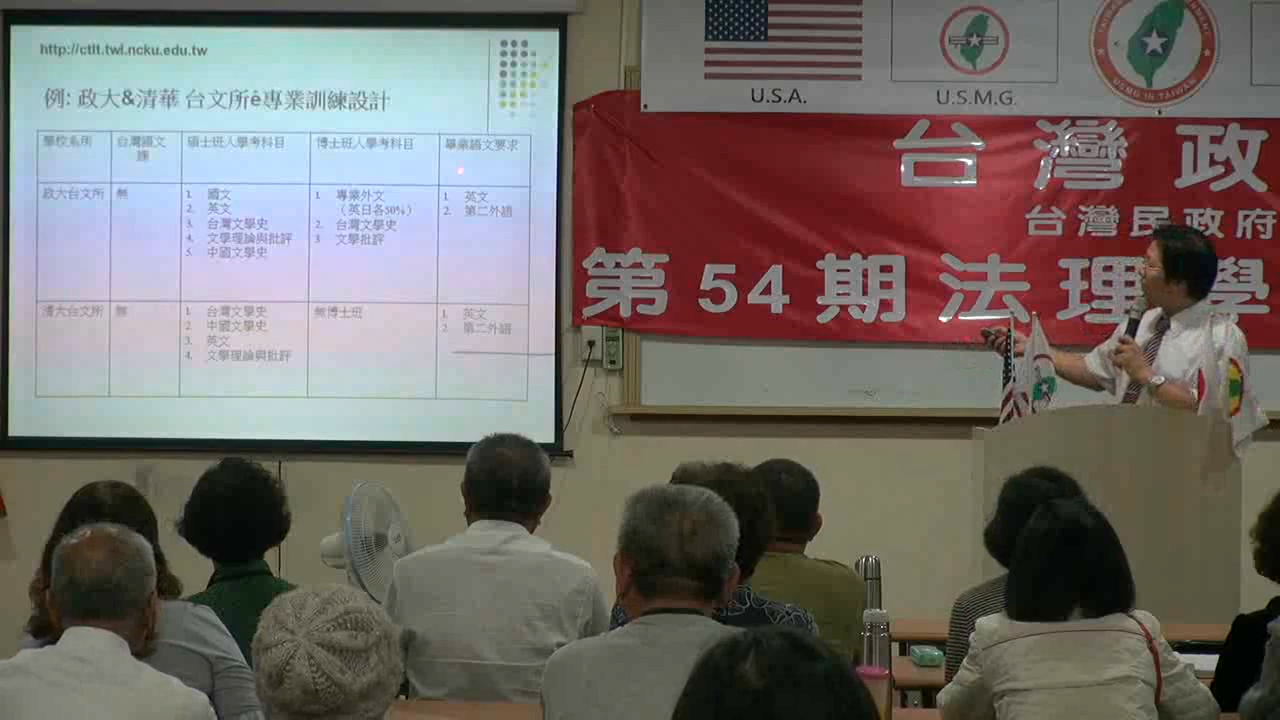 http://ctlt.twl.ncku.edu.tw
例: 政大&清華 台文所ê專業訓練設計
學校系所
台灣語文
課
碩士班入學考科目
博士班入學考科目
畢業語文要求
政大台文所
無
1. 國文
2. 英文
3. 台灣文學史
4. 文學理論與批評
5. 中國文學史
1. 專業外文
(英日各50%)
2. 台灣文學史
3 文學批評
1. 英文
2. 第二外語
清大台文所
無
1. 台灣文學史
2. 中國文學史
3. 英文
4. 文學理論與批評
無博士班
1. 英文
2. 第二外語
U.S.A.
U.S.M.G.
USMG IN TAIWAN
台灣政
台灣民政府
第54期法理學